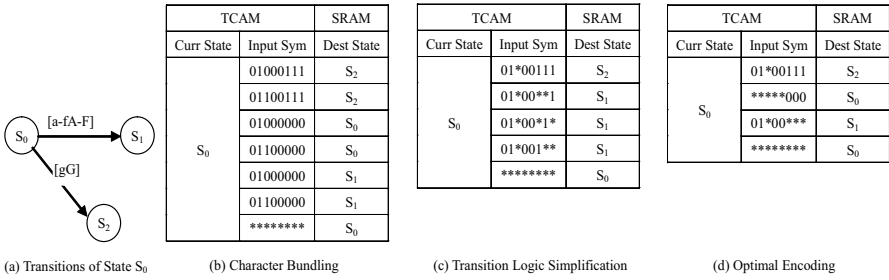 [a-fA-F]
S0
S1
[gG]
S2
(a) Transitions of State S0
TCAM SRAM
Curr State Input Sym Dest State
S0
01000111 S2
01100111 S2
01000000 S0
01100000 S0
01000000 S1
01100000 S1
******** S0
(b) Character Bundling
TCAM SRAM
Curr State Input Sym Dest State
S0
01*00111 S2
01*00**1 S1
01*00*1* S1
01*001** S1
******** S0
(c) Transition Logic Simplification
TCAM SRAM
Curr State Input Sym Dest State
S0
01*00111 S2
*****000 S0
01*00*** S1
******** S0
(d) Optimal Encoding